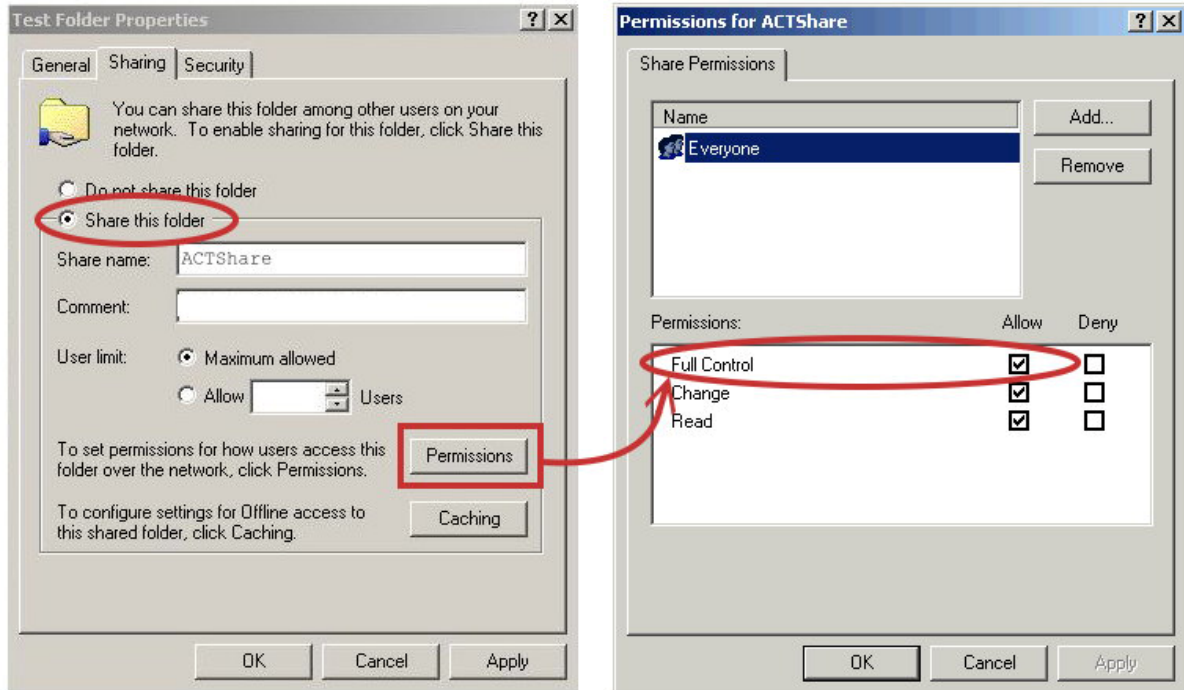 Test Folder Properties
General Sharing Security
You can share this folder among other users on your
network. To enable sharing for this folder, click Share this
folder.
Do not share this folder
Share this folder
Share name: ACTShare
Comment:
User limit: Maximum allowed
Allow Users
To set permissions for how users access this
folder over the network, click Permissions.
Permissions
To configure settings for Offline access to
this shared folder, click Caching.
Caching
OK Cancel Apply
Permissions for ACTShare
Share Permissions
Name
Everyone
Add...
Remove
Permissions: Allow Deny
Full Control
Change
Read
OK Cancel Apply